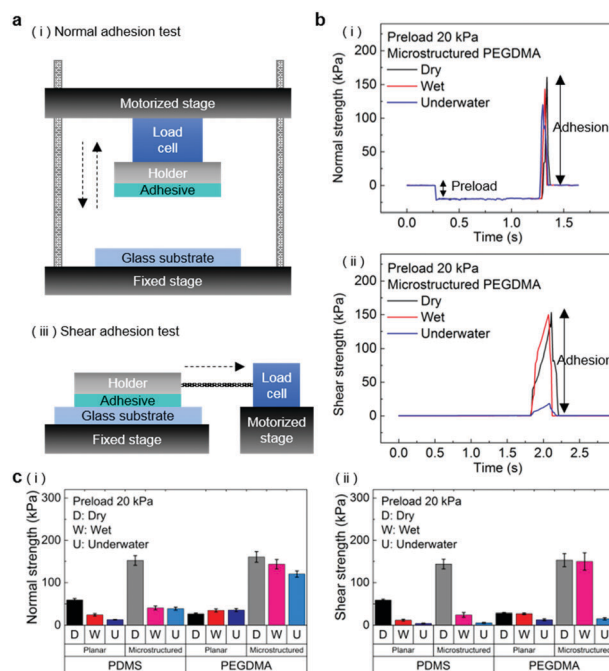 a
( i ) Normal adhesion test
Motorized stage
Load
cell
Holder
Adhesive
Glass substrate
Fixed stage
( iii ) Shear adhesion test
Holder
Adhesive
Glass substrate
Fixed stage
Load
cell
Motorized
stage
b
( i )
Normal strength (kPa)
200
150
100
50
0
-50
Preload 20 kPa
Microstructured PEGDMA
Dry
Wet
Underwater
Adhesion
Preload
0.0 0.5 1.0 1.5
Time (s)
(ii)
Shear strength (kPa)
200
150
100
50
0
-50
Preload 20 kPa
Microstructured PEGDMA
Dry
Wet
Underwater
Adhesion
0.0 0.5 1.0 1.5 2.0 2.5
Time (s)
c
( i )
Normal strength (kPa)
300
200
100
0
Preload 20 kPa
D: Dry
W: Wet
U: Underwater
D W U D W U D W U D W U
Planar Microstructured Planar Microstructured
PDMS PEGDMA
( ii )
Shear strength (kPa)
300
200
100
0
Preload 20 kPa
D: Dry
W: Wet
U: Underwater
D W U D W U D W U D W U
Planar Microstructured Planar Microstructured
PDMS PEGDMA